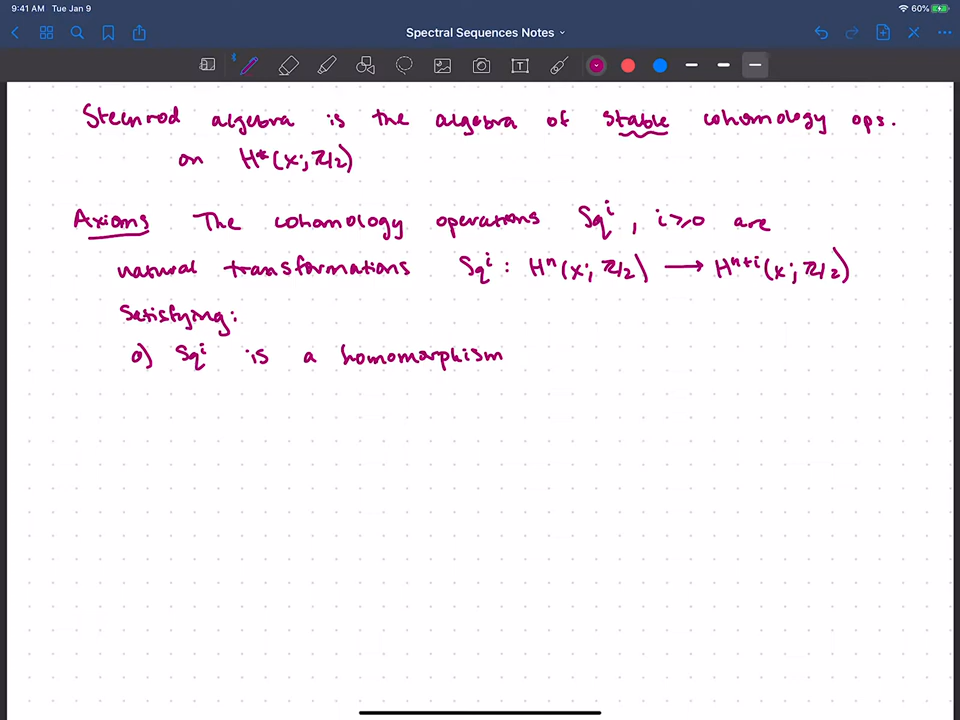 9:41 AM Tue Jan 9 60%
Spectral Sequences Notes
Steenrod algebra is the algebra of stable cohomology ops.
on H*(X; Z/2)
Axioms The cohomology operations Sq^i, i≥0 are
natural transformations Sq^i : H^n(X; Z/2) → H^{n+i}(X; Z/2)
Satisfying:
0) Sq^i is a homomorphism